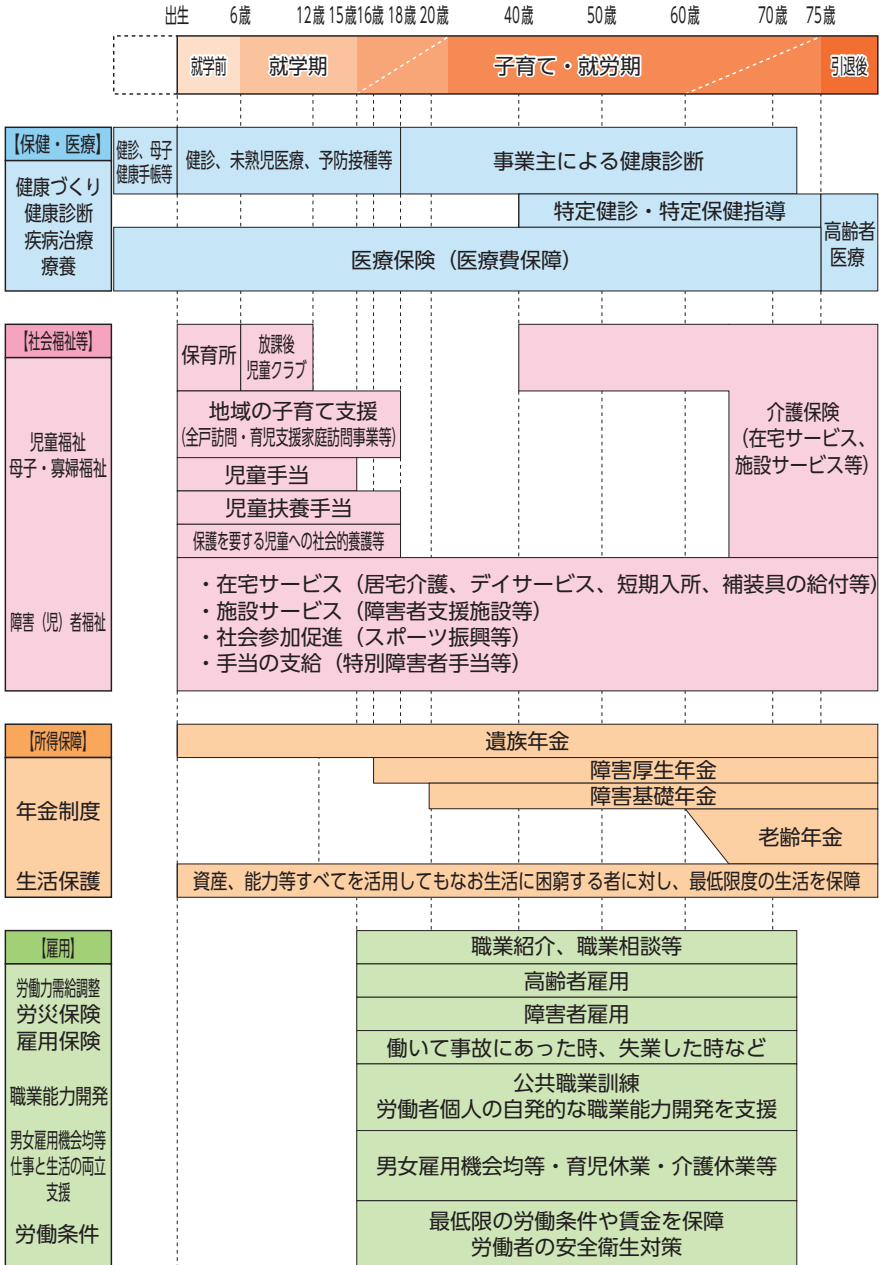 出生 6歳 12歳 15歳 16歳 18歳 20歳 40歳 50歳 60歳 70歳 75歳
就学前 就学期 子育て・就労期 引退後
【保健・医療】
健康づくり
健康診断
疾病治療
療養
健診、母子
健康手帳等
健診、未熟児医療、予防接種等
事業主による健康診断
特定健診・特定保健指導
高齢者
医療
医療保険（医療費保障）
【社会福祉等】
児童福祉
母子・寡婦福祉
障害（児）者福祉
保育所
放課後
児童クラブ
地域の子育て支援
（全戸訪問・育児支援家庭訪問事業等）
児童手当
児童扶養手当
保護を要する児童への社会的養護等
介護保険
（在宅サービス、
施設サービス等）
・在宅サービス（居宅介護、デイサービス、短期入所、補装具の給付等）
・施設サービス（障害者支援施設等）
・社会参加促進（スポーツ振興等）
・手当の支給（特別障害者手当等）
【所得保障】
年金制度
生活保護
遺族年金
障害厚生年金
障害基礎年金
老齢年金
資産、能力等すべてを活用してもなお生活に困窮する者に対し、最低限度の生活を保障
【雇用】
労働力需給調整
労災保険
雇用保険
職業能力開発
男女雇用機会均等
仕事と生活の両立
支援
労働条件
職業紹介、職業相談等
高齢者雇用
障害者雇用
働いて事故にあった時、失業した時など
公共職業訓練
労働者個人の自発的な職業能力開発を支援
男女雇用機会均等・育児休業・介護休業等
最低限の労働条件や賃金を保障
労働者の安全衛生対策